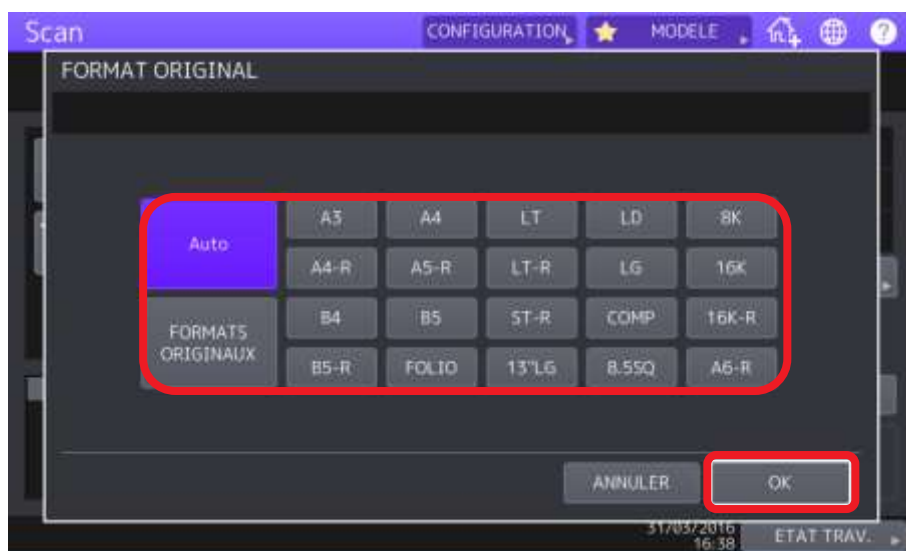 Scan
CONFIGURATION
MODELE
?
FORMAT ORIGINAL
Auto
A3
A4
LT
LD
8K
A4-R
A5-R
LT-R
LG
16K
FORMATS
ORIGINAUX
B4
B5
ST-R
COMP
16K-R
B5-R
FOLIO
13"LG
8.5SQ
A6-R
ANNULER
OK
31/03/2016
16:38
ETAT TRAV.